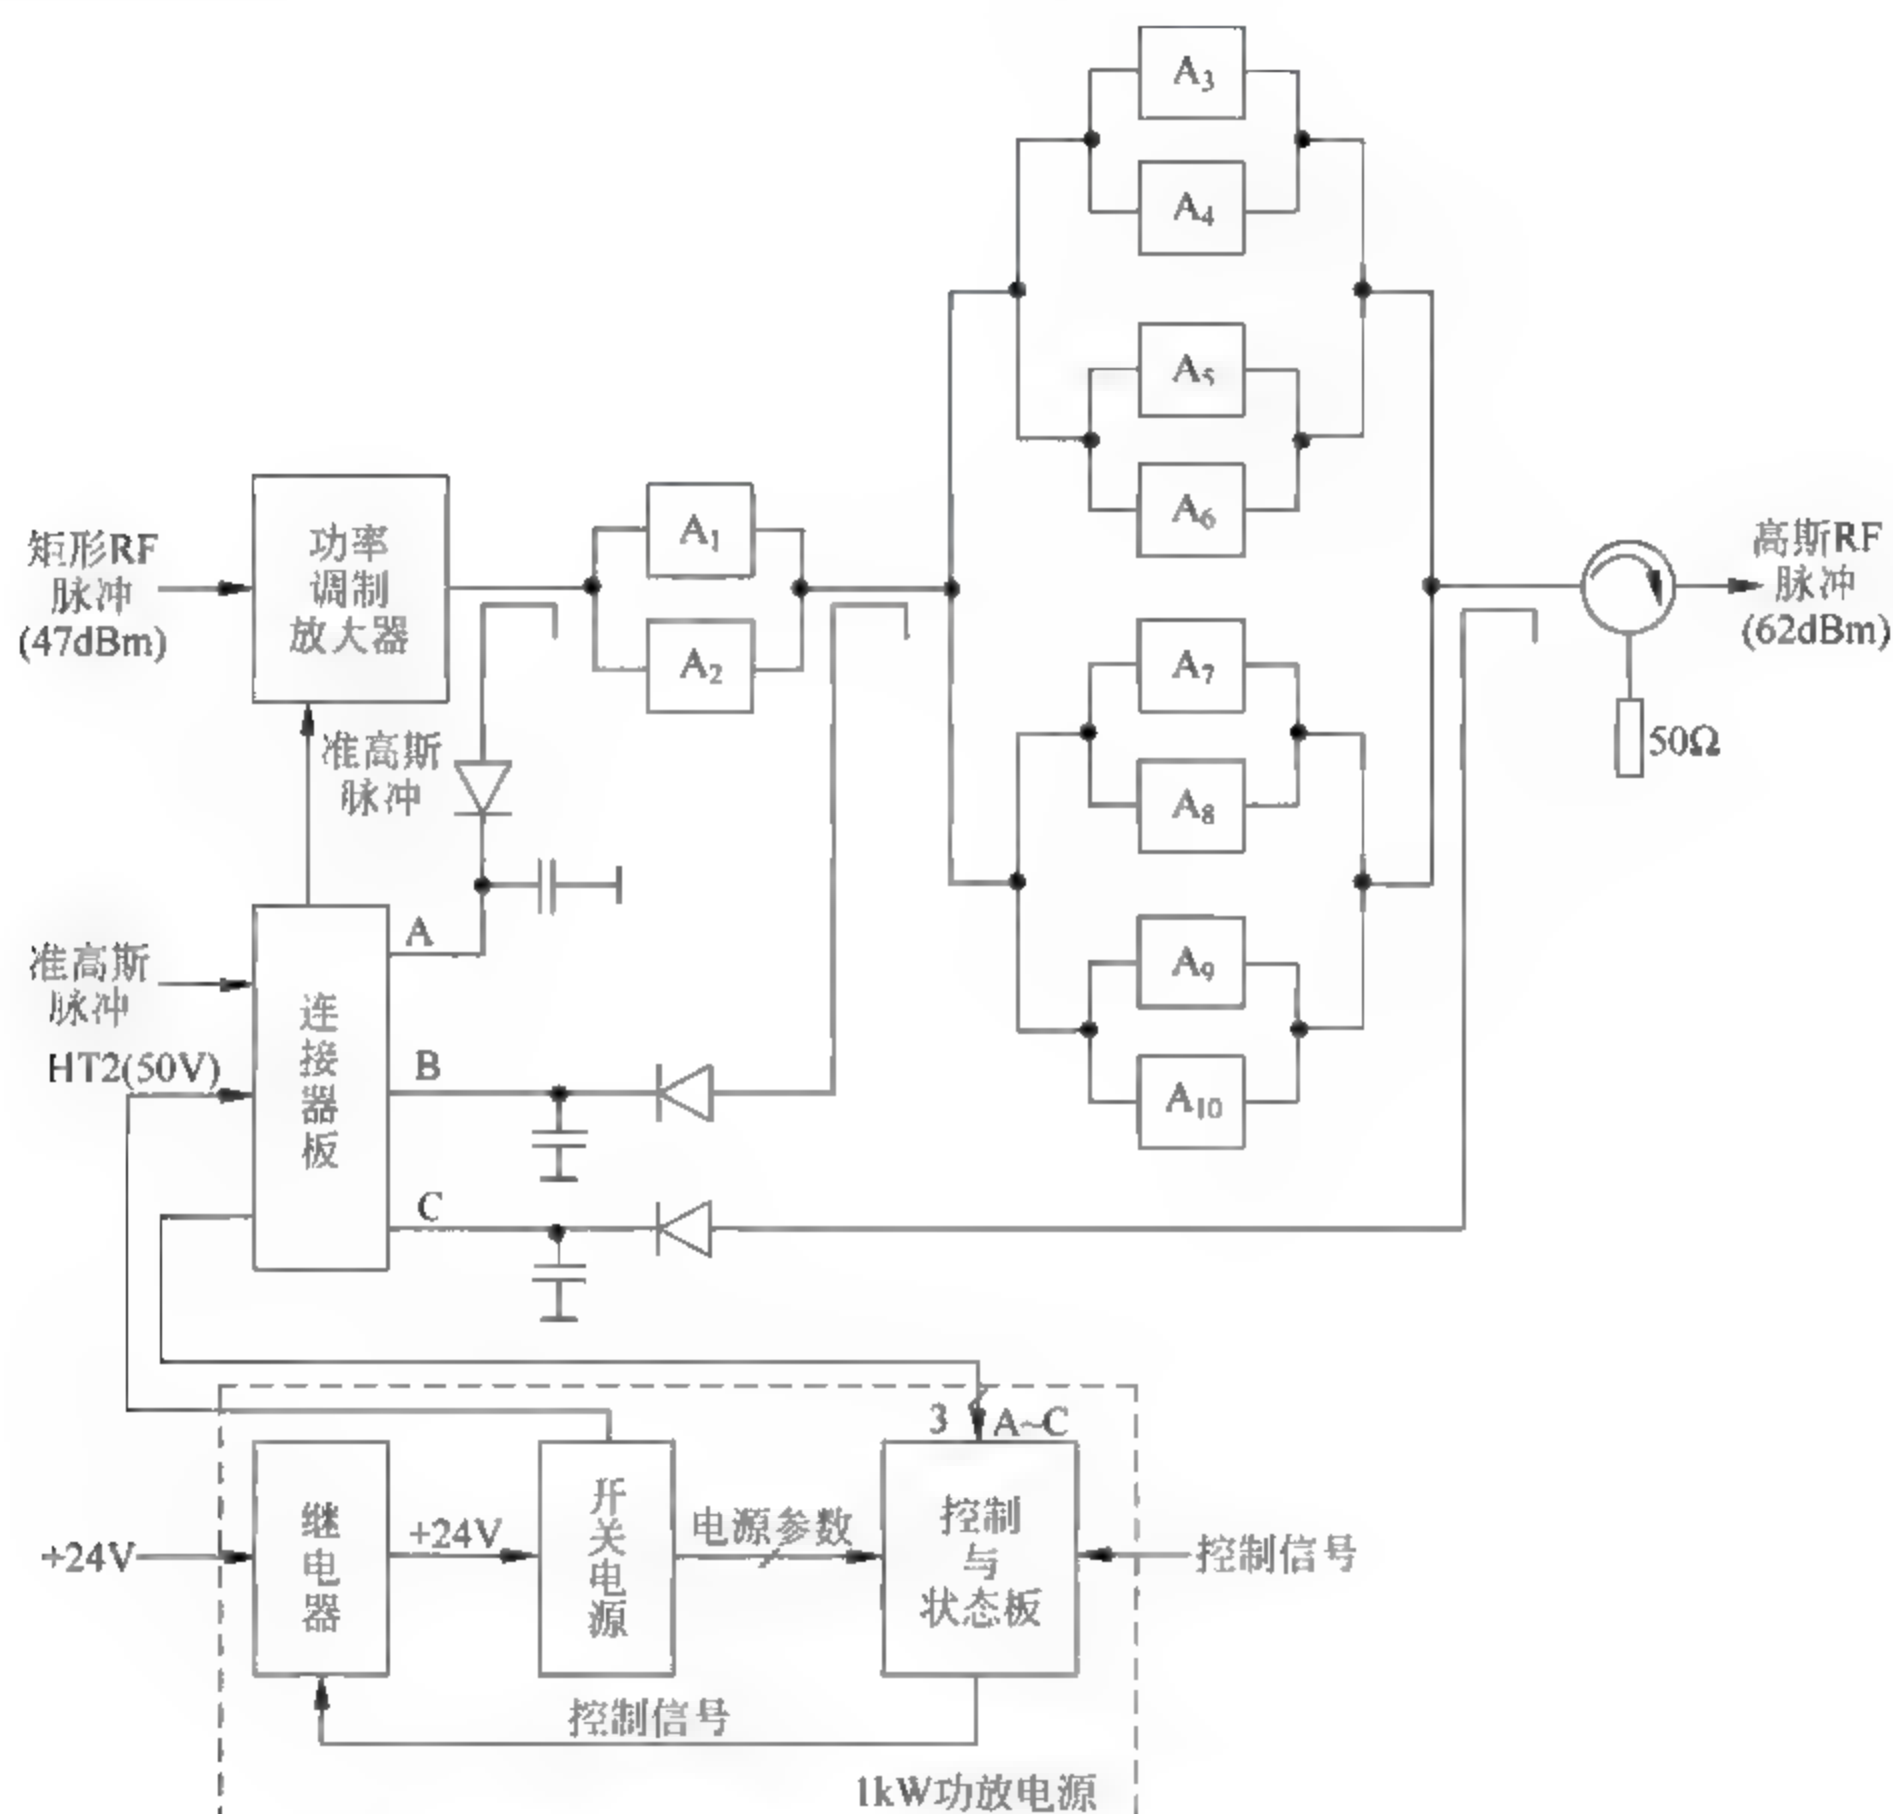 A3
A4
A5
A6
矩形RF
脉冲
(47dBm)
功率
调制
放大器
A1
A2
高斯RF
脉冲
(62dBm)
A7
A8
50Ω
准高斯
脉冲
A
A9
A10
准高斯
脉冲
HT2(50V)
连
接
器
板
B
C
3
A~C
+24V
继
电
器
+24V
开
关
电
源
电源参数
控制
与
状态板
控制信号
控制信号
1kW功放电源